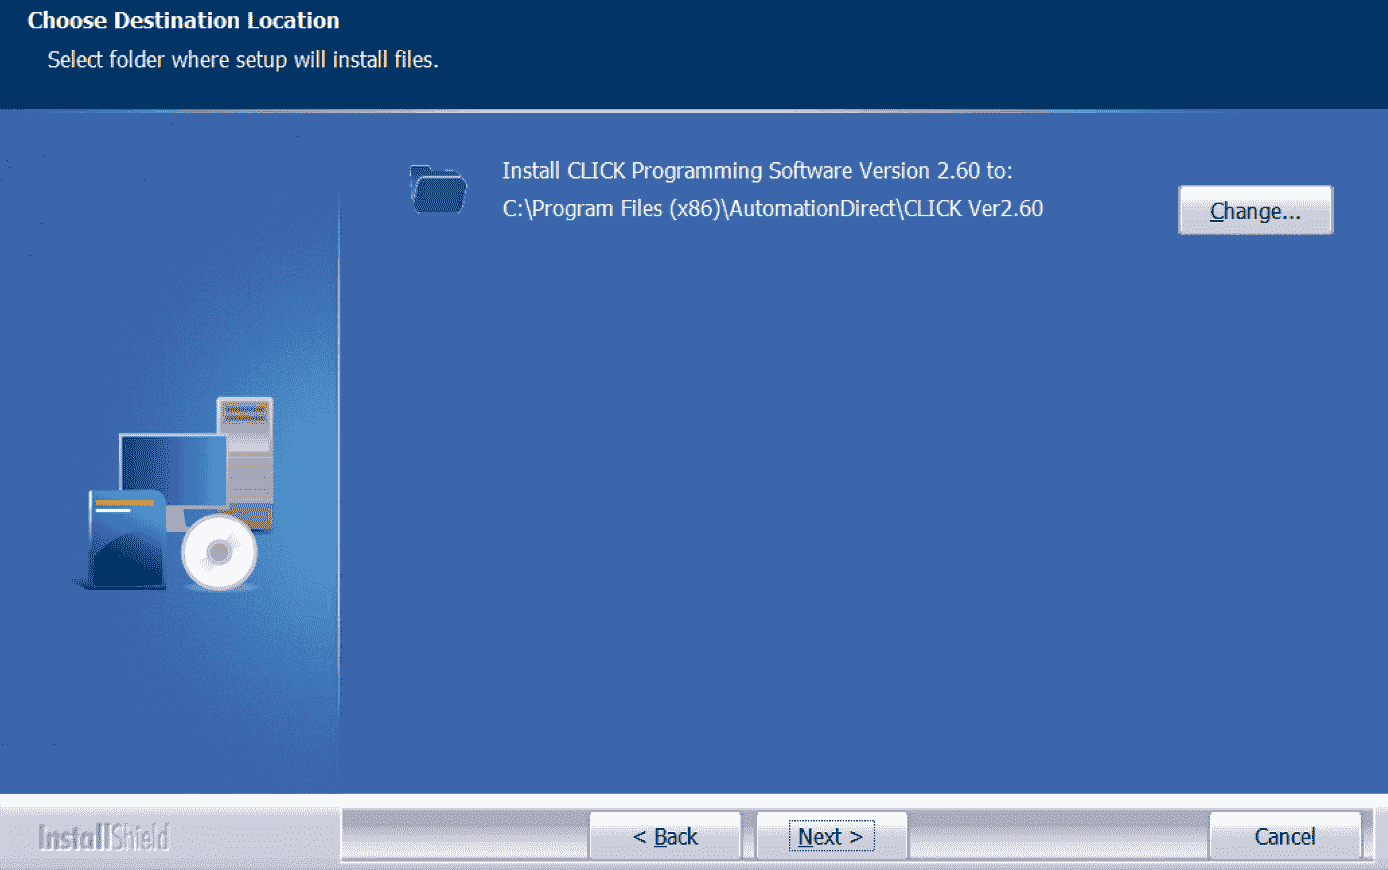 Choose Destination Location
Select folder where setup will install files.
Install CLICK Programming Software Version 2.60 to:
C:\Program Files (x86)\AutomationDirect\CLICK Ver2.60
Change...
InstallShield
< Back
Next >
Cancel